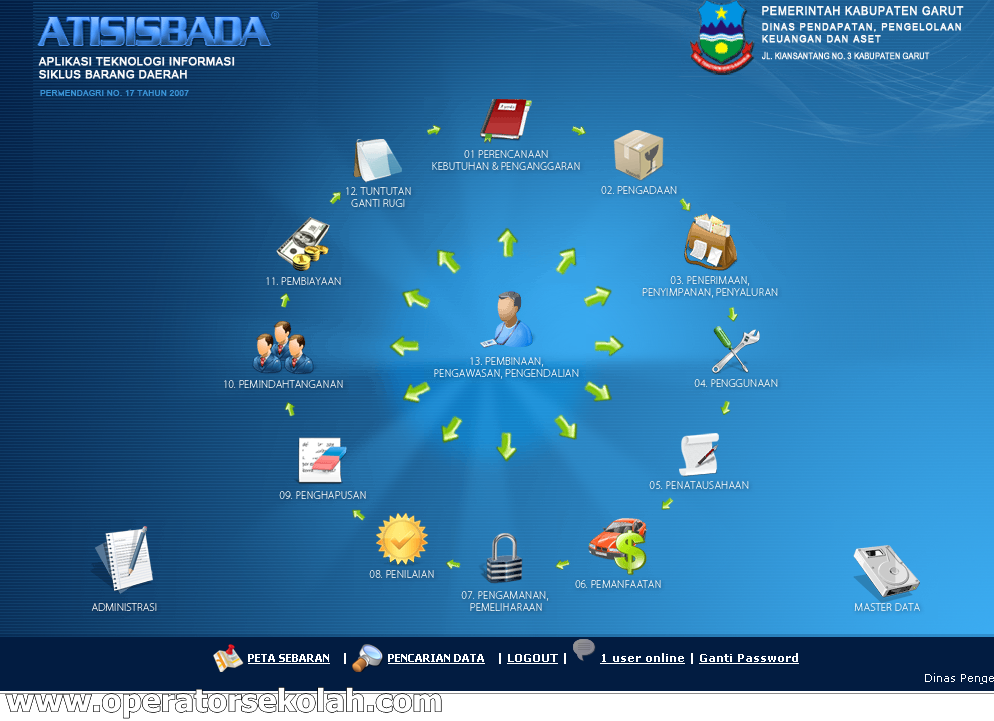 ATISISBADA ®
APLIKASI TEKNOLOGI INFORMASI
SIKLUS BARANG DAERAH
PERMENDAGRI NO. 17 TAHUN 2007
PEMERINTAH KABUPATEN GARUT
DINAS PENDAPATAN, PENGELOLAAN
KEUANGAN DAN ASET
JL. KIANSANTANG NO. 3 KABUPATEN GARUT
01 PERENCANAAN
KEBUTUHAN & PENGANGGARAN
02. PENGADAAN
03. PENERIMAAN,
PENYIMPANAN, PENYALURAN
04. PENGGUNAAN
05. PENATAUSAHAAN
06. PEMANFAATAN
07. PENGAMANAN,
PEMELIHARAAN
08. PENILAIAN
09. PENGHAPUSAN
10. PEMINDAHTANGANAN
11. PEMBIAYAAN
12. TUNTUTAN
GANTI RUGI
13. PEMBINAAN,
PENGAWASAN, PENGENDALIAN
ADMINISTRASI
MASTER DATA
PETA SEBARAN | PENCARIAN DATA | LOGOUT | 1 user online | Ganti Password
Dinas Penge
www.operatorsekolah.com